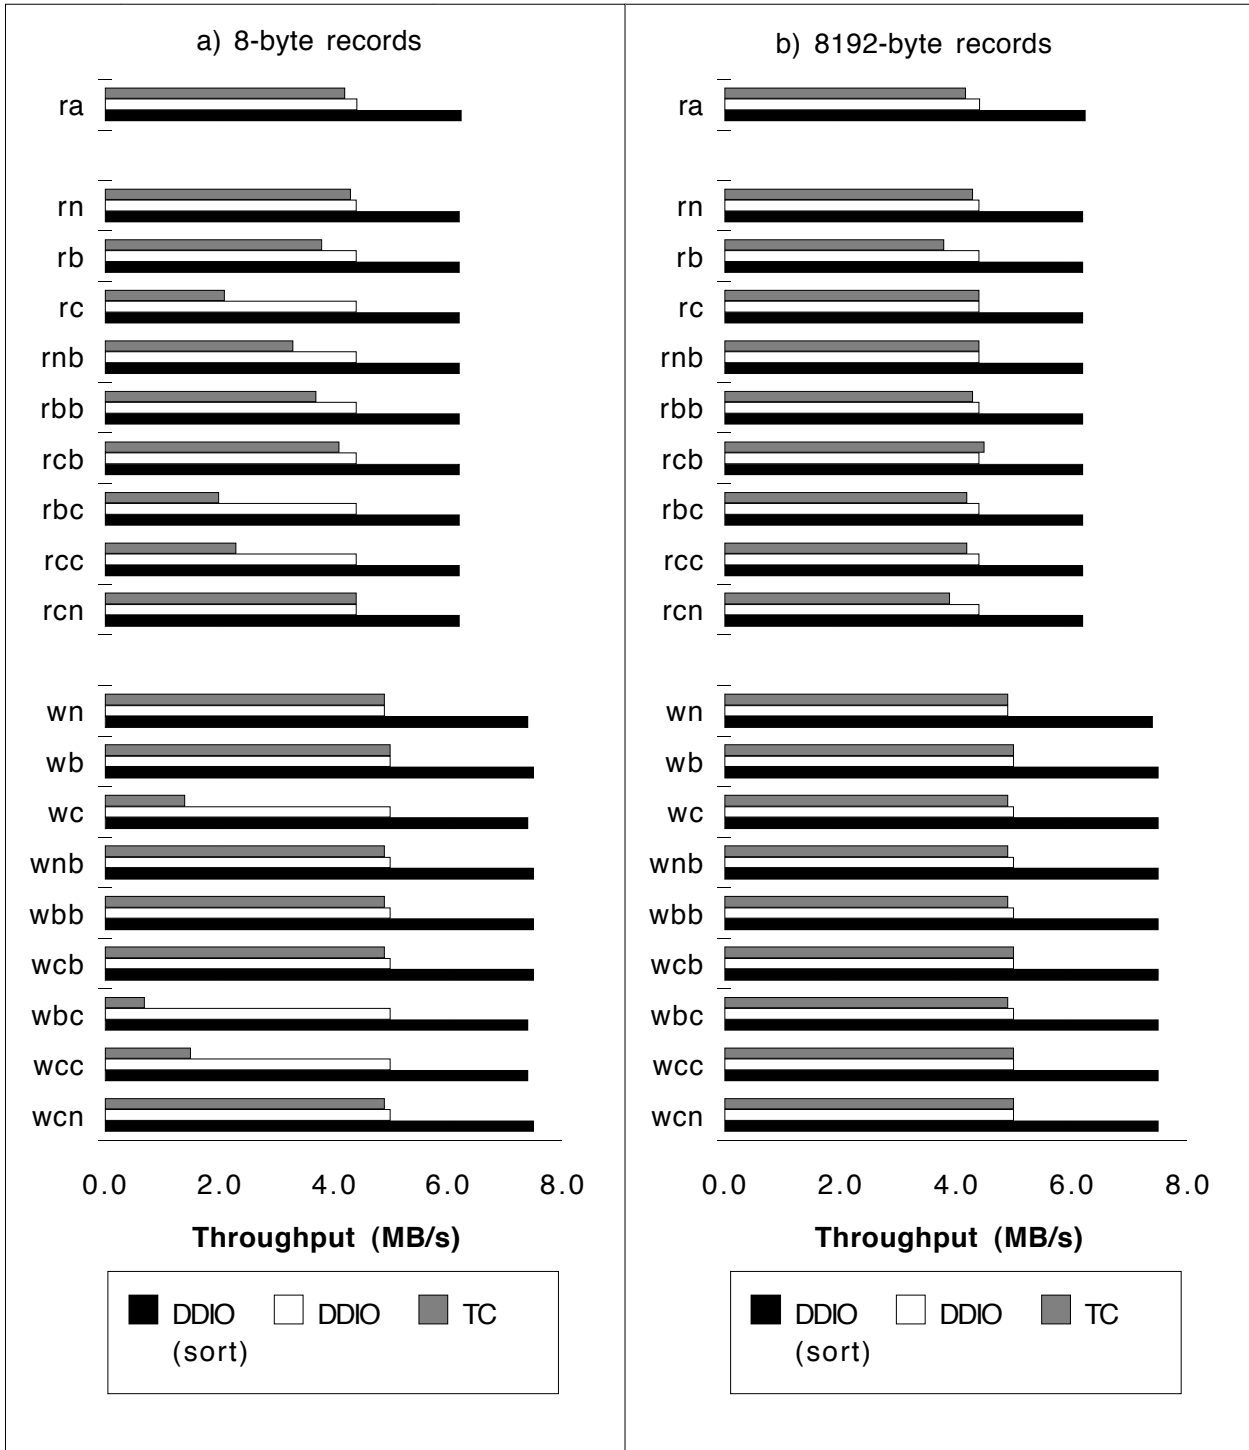 a) 8-byte records
ra
rn
rb
rc
rnb
rbb
rcb
rbc
rcc
rcn
wn
wb
wc
wnb
wbb
wcb
wbc
wcc
wcn
0.0 2.0 4.0 6.0 8.0
Throughput (MB/s)
DDIO DDIO TC
(sort)
b) 8192-byte records
ra
rn
rb
rc
rnb
rbb
rcb
rbc
rcc
rcn
wn
wb
wc
wnb
wbb
wcb
wbc
wcc
wcn
0.0 2.0 4.0 6.0 8.0
Throughput (MB/s)
DDIO DDIO TC
(sort)